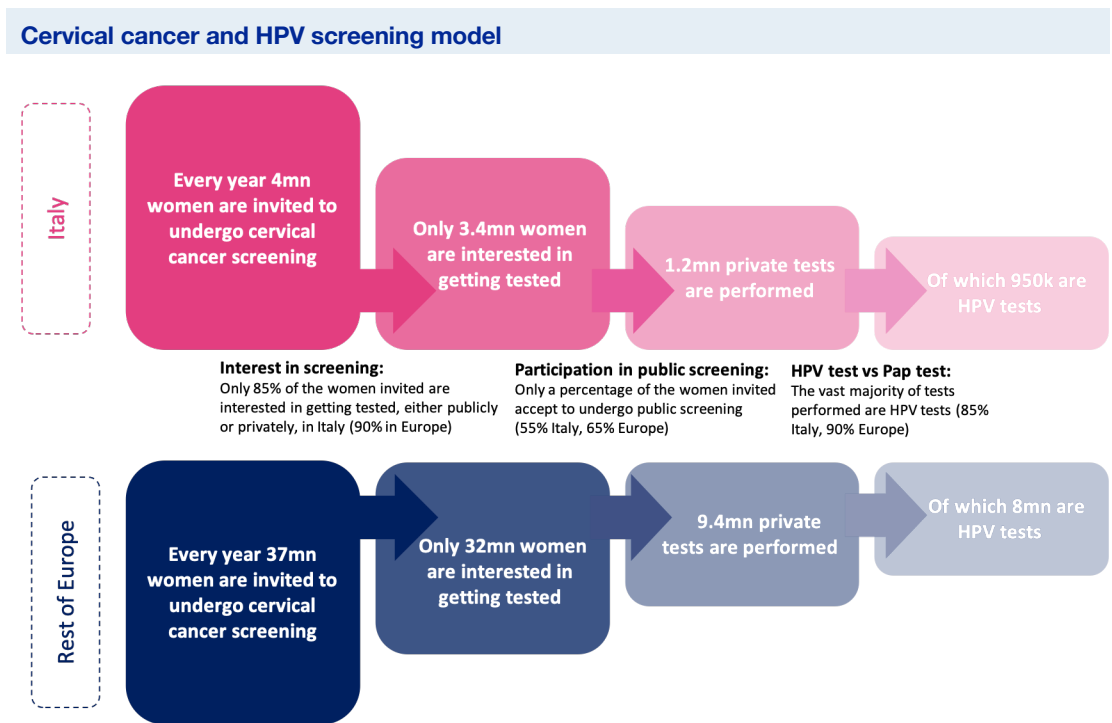 Cervical cancer and HPV screening model
Italy
Every year 4mn
women are invited to
undergo cervical
cancer screening
Only 3.4mn women
are interested in
getting tested
1.2mn private tests
are performed
Of which 950k are
HPV tests
Interest in screening:
Only 85% of the women invited are
interested in getting tested, either publicly
or privately, in Italy (90% in Europe)
Participation in public screening:
Only a percentage of the women invited
accept to undergo public screening
(55% Italy, 65% Europe)
HPV test vs Pap test:
The vast majority of tests
performed are HPV tests (85%
Italy, 90% Europe)
Rest of Europe
Every year 37mn
women are invited to
undergo cervical
cancer screening
Only 32mn women
are interested in
getting tested
9.4mn private
tests are performed
Of which 8mn are
HPV tests